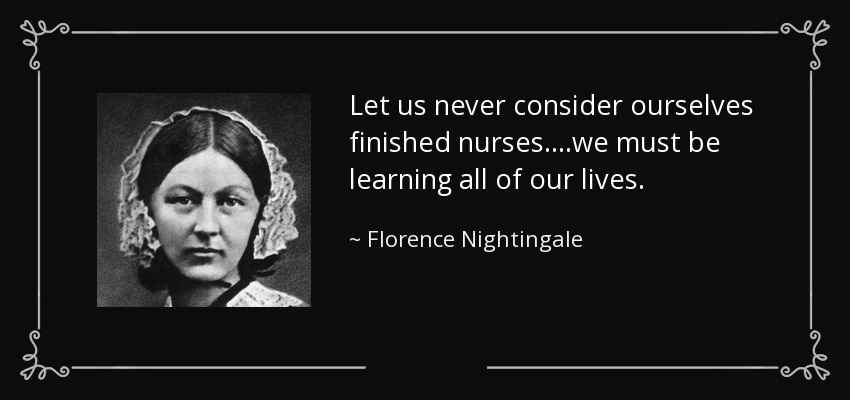 Let us never consider ourselves
finished nurses....we must be
learning all of our lives.
~ Florence Nightingale